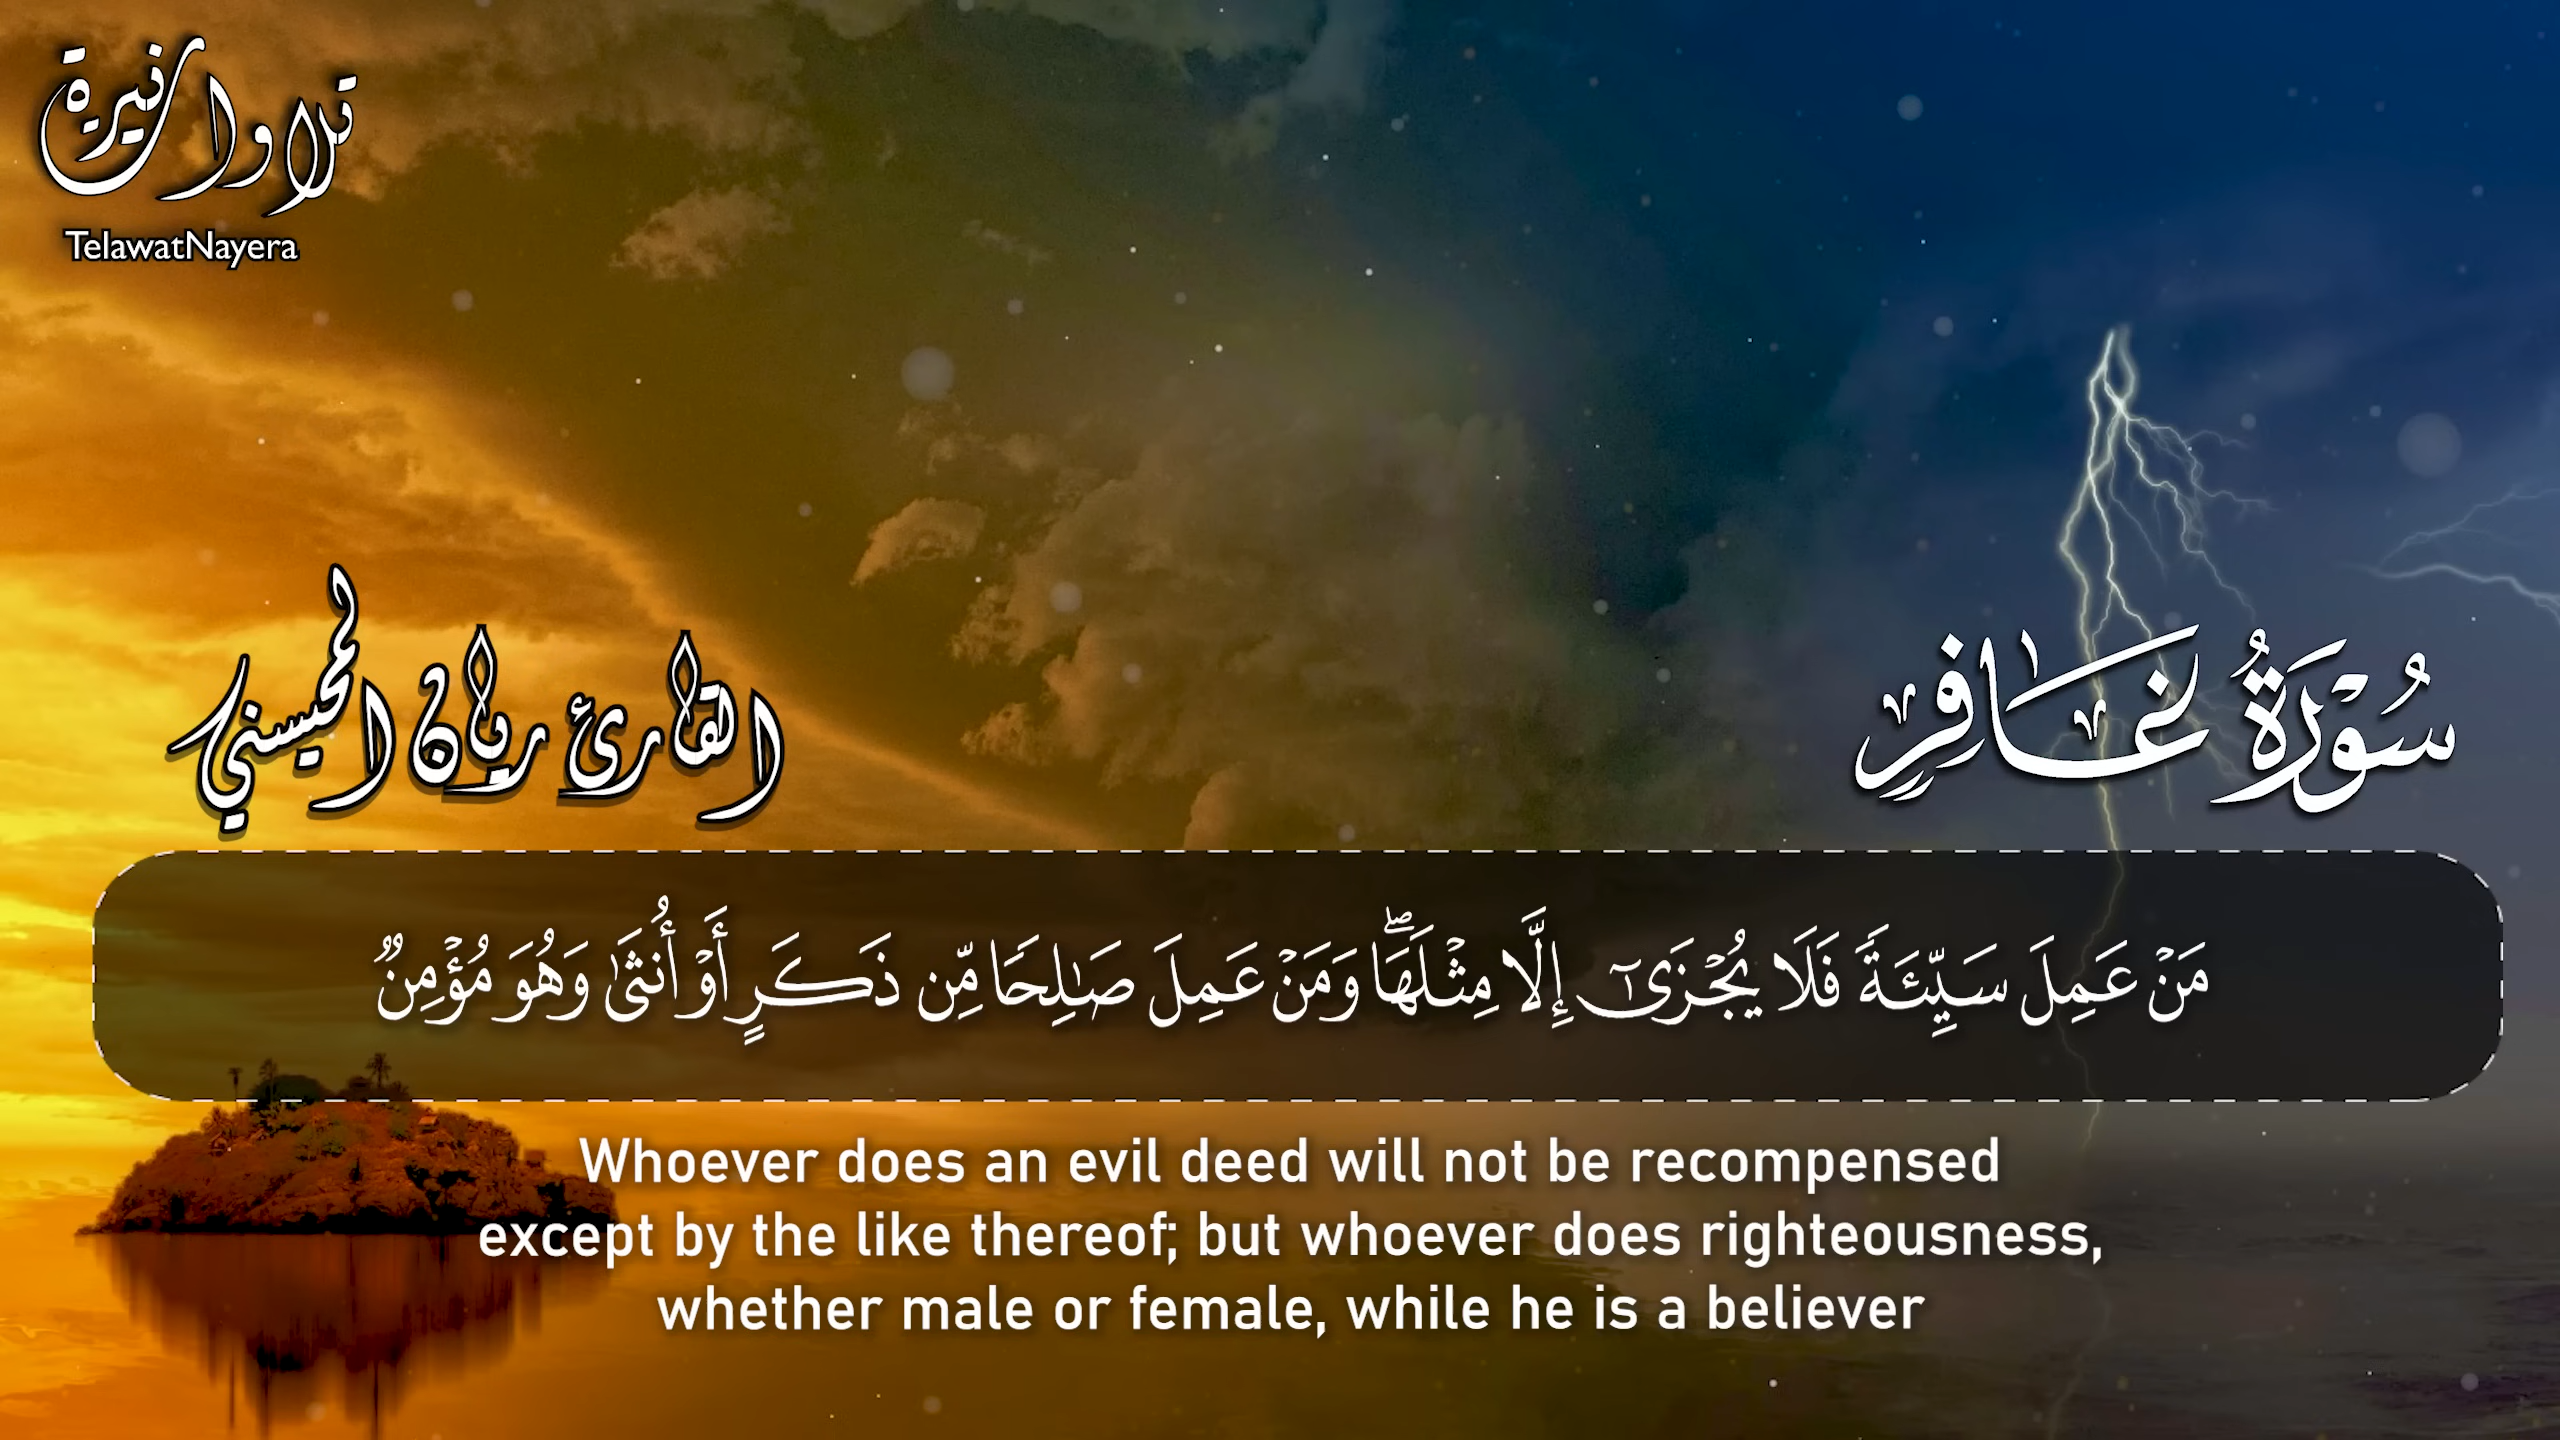 تلاوات نيرة
TelawatNayera
القارئ ريان المحيسني
سُورَةُ غَافِرٍ
مَنْ عَمِلَ سَيِّئَةً فَلَا يُجْزَىٰٓ إِلَّا مِثْلَهَا ۖ وَمَنْ عَمِلَ صَـٰلِحًا مِّن ذَكَرٍ أَوْ أُنثَىٰ وَهُوَ مُؤْمِنٌ
Whoever does an evil deed will not be recompensed
except by the like thereof; but whoever does righteousness,
whether male or female, while he is a believer